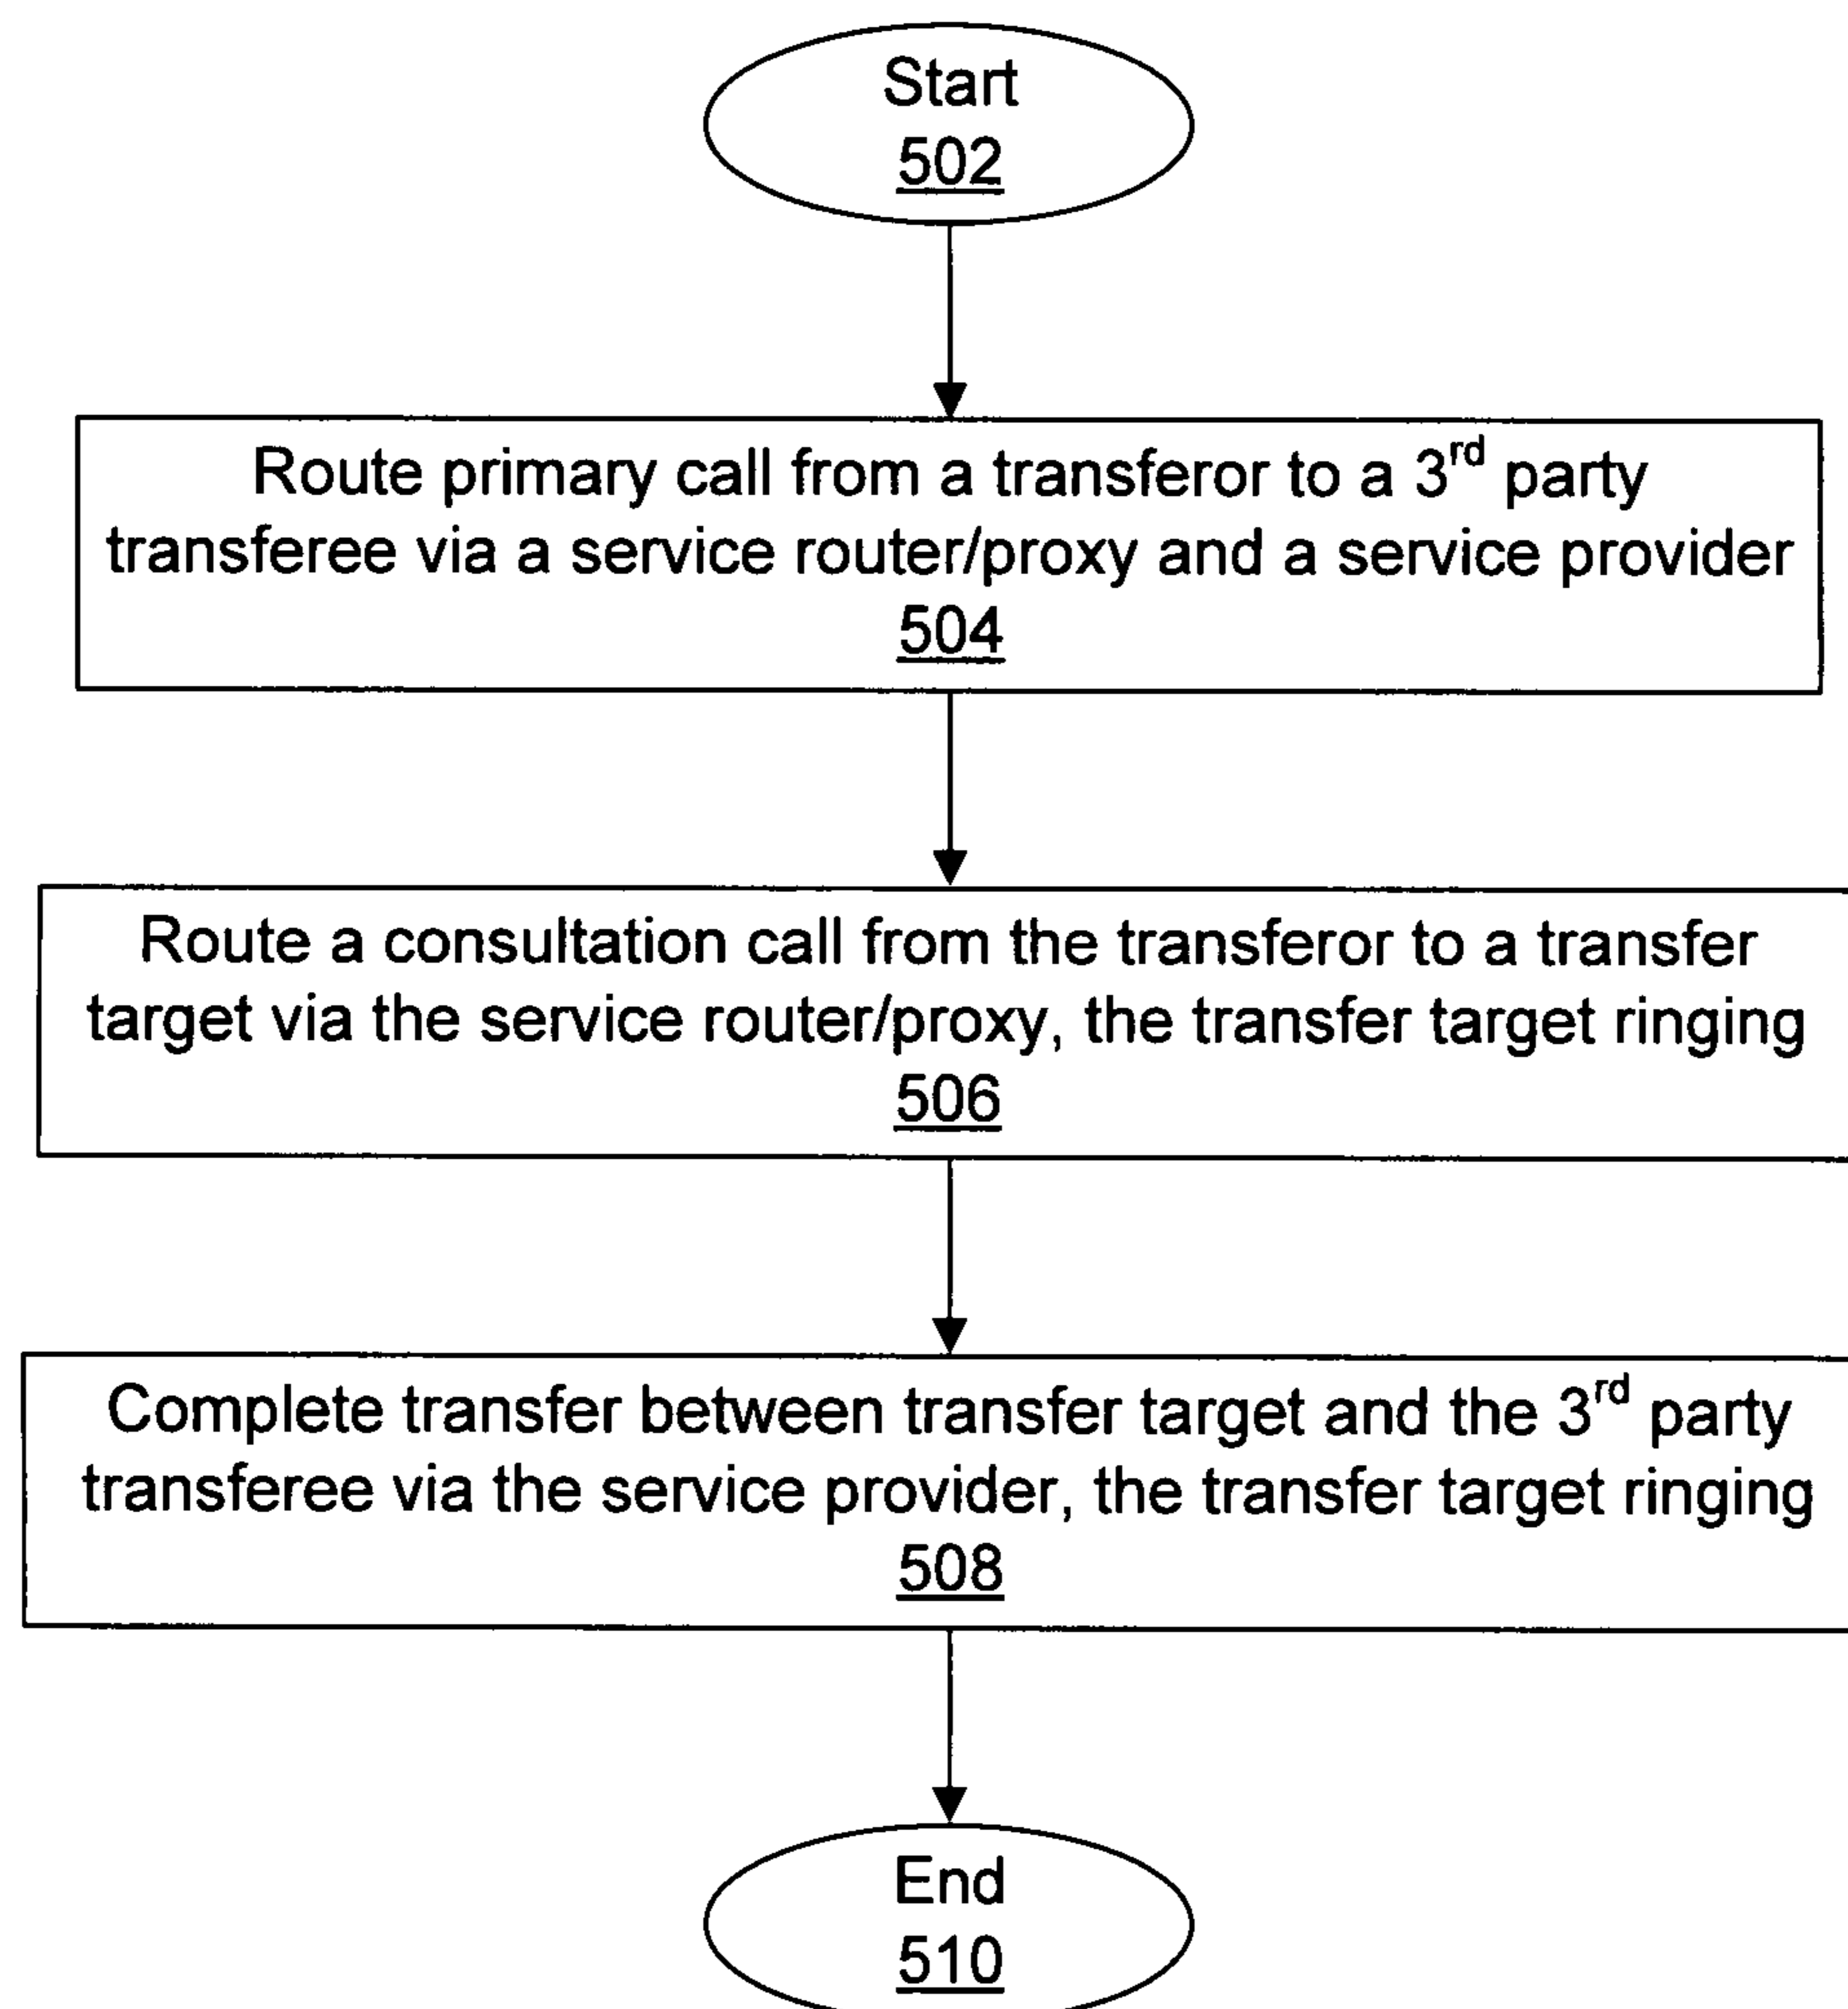 Start
502
Route primary call from a transferor to a 3rd party
transferee via a service router/proxy and a service provider
504
Route a consultation call from the transferor to a transfer
target via the service router/proxy, the transfer target ringing
506
Complete transfer between transfer target and the 3rd party
transferee via the service provider, the transfer target ringing
508
End
510